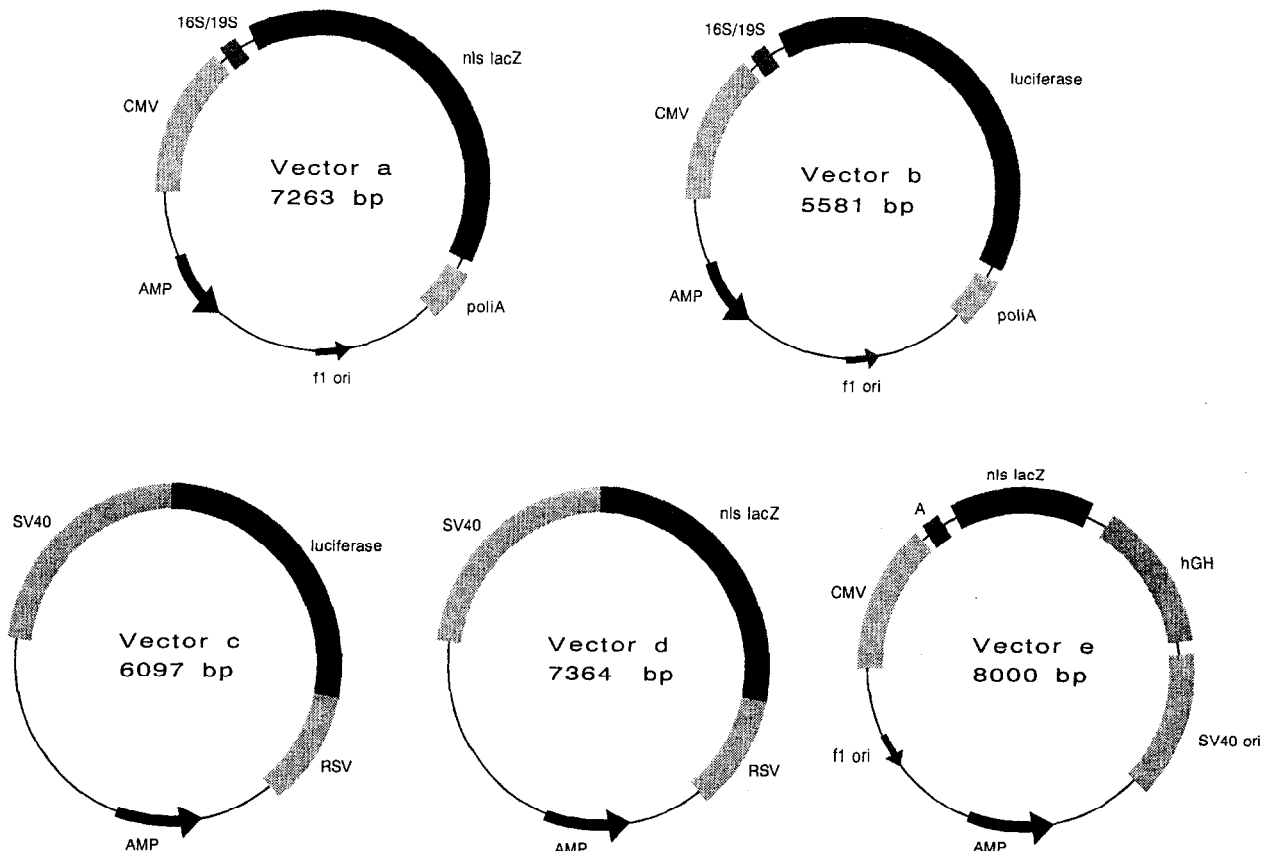 16S/19S
nls lacZ
CMV
Vector a
7263 bp
AMP
poliA
f1 ori
16S/19S
luciferase
CMV
Vector b
5581 bp
AMP
poliA
f1 ori
SV40
luciferase
Vector c
6097 bp
RSV
AMP
SV40
nls lacZ
Vector d
7364 bp
RSV
AMP
nls lacZ
A
hGH
CMV
Vector e
8000 bp
f1 ori
SV40 ori
AMP